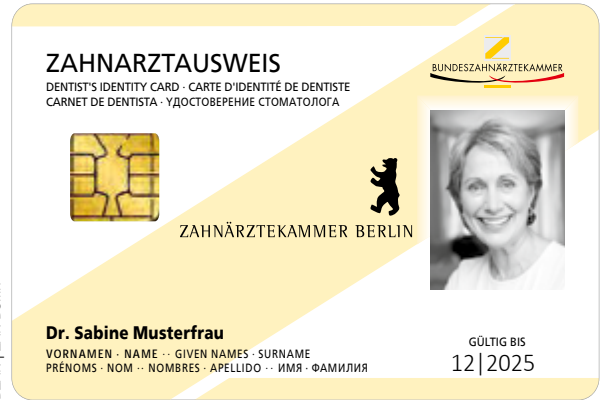 ZAHNARZTAUSWEIS
DENTIST'S IDENTITY CARD · CARTE D'IDENTITÉ DE DENTISTE
CARNET DE DENTISTA · УДОСТОВЕРЕНИЕ СТОМАТОЛОГА
BUNDESZAHNÄRZTEKAMMER
ZAHNÄRZTEKAMMER BERLIN
Dr. Sabine Musterfrau
VORNAMEN · NAME ·· GIVEN NAMES · SURNAME
PRÉNOMS · NOM ·· NOMBRES · APELLIDO ·· ИМЯ · ФАМИЛИЯ
GÜLTIG BIS
12|2025